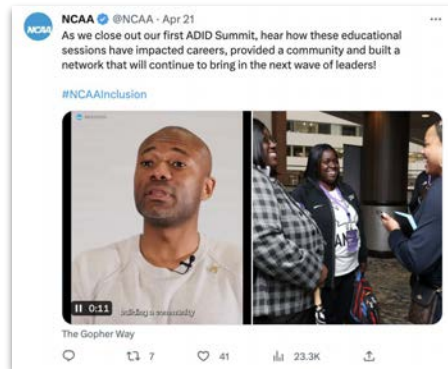 NCAA @NCAA · Apr 21
As we close out our first ADID Summit, hear how these educational
sessions have impacted careers, provided a community and built a
network that will continue to bring in the next wave of leaders!
#NCAAInclusion
0:11
building a community
The Gopher Way
7
41
23.3K